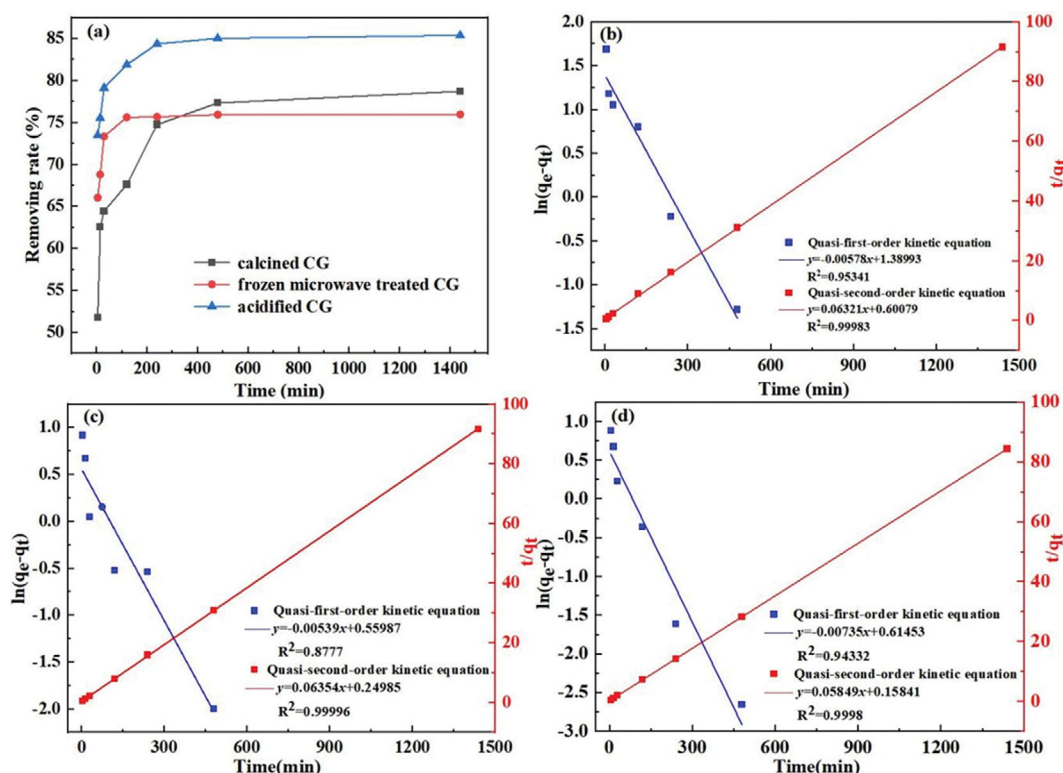 (a)
85
80
75
70
65
60
55
50
Removing rate (%)
calcined CG
frozen microwave treated CG
acidified CG
0 200 400 600 800 1000 1200 1400
Time (min)
(b)
2.0
1.5
1.0
0.5
0.0
-0.5
-1.0
-1.5
ln(qe-qt)
100
80
60
40
20
0
t/qt
Quasi-first-order kinetic equation
y=-0.00578x+1.38993
R²=0.95341
Quasi-second-order kinetic equation
y=0.06321x+0.60079
R²=0.99983
0 300 600 900 1200 1500
Time (min)
(c)
1.0
0.5
0.0
-0.5
-1.0
-1.5
-2.0
ln(qe-qt)
100
80
60
40
20
0
t/qt
Quasi-first-order kinetic equation
y=-0.00539x+0.55987
R²=0.8777
Quasi-second-order kinetic equation
y=0.06354x+0.24985
R²=0.99996
0 300 600 900 1200 1500
Time(min)
(d)
1.0
0.5
0.0
-0.5
-1.0
-1.5
-2.0
-2.5
-3.0
ln(qe-qt)
100
80
60
40
20
0
t/qt
Quasi-first-order kinetic equation
y=-0.00735x+0.61453
R²=0.94332
Quasi-second-order kinetic equation
y=0.05849x+0.15841
R²=0.9998
0 300 600 900 1200 1500
Time(min)